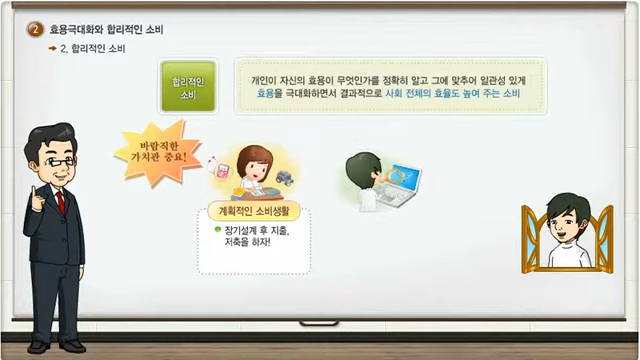 2 효용극대화와 합리적인 소비
2. 합리적인 소비
합리적인
소비
개인이 자신의 효용이 무엇인가를 정확히 알고 그에 맞추어 일관성 있게
효용을 극대화하면서 결과적으로 사회 전체의 효율도 높여 주는 소비
바람직한
가치관 중요!
계획적인 소비생활
장기설계 후 지출,
저축을 하자!